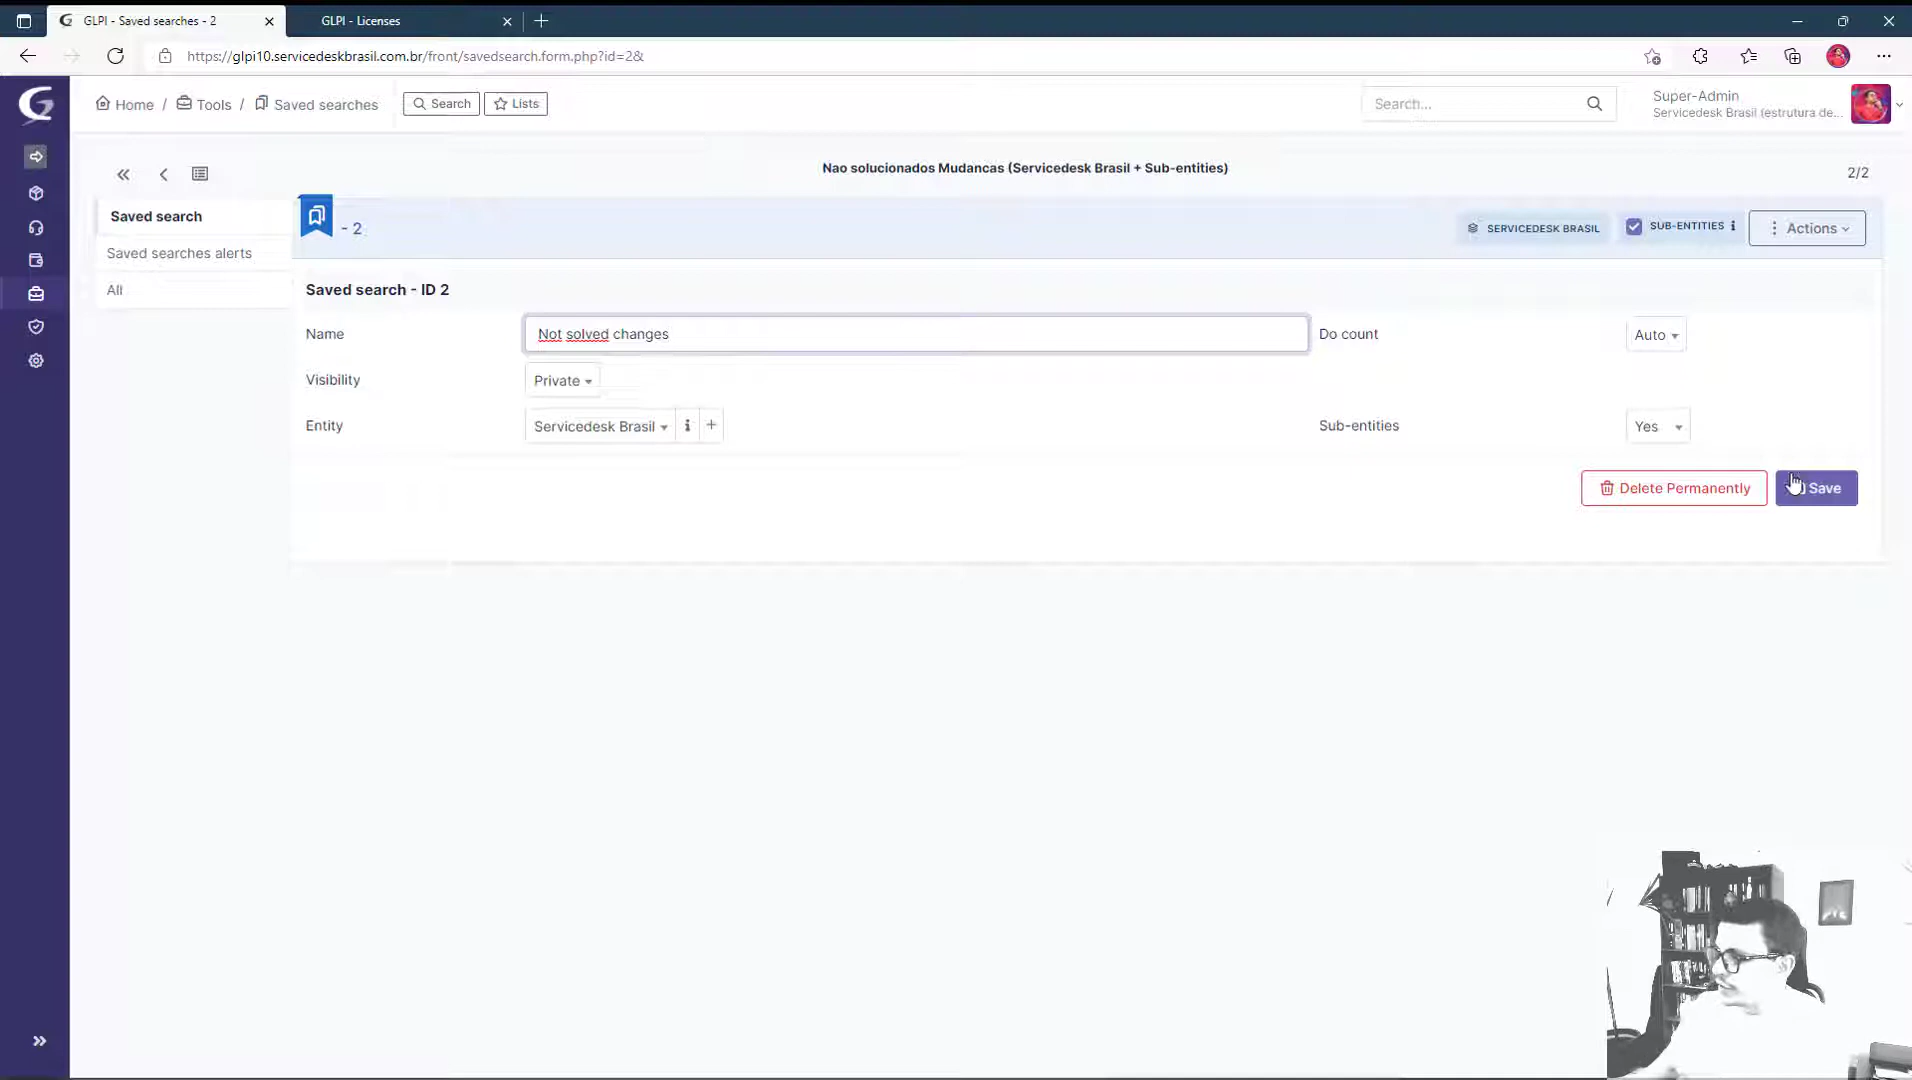 GLPI - Saved searches - 2
GLPI - Licenses
https://glpi10.servicedeskbrasil.com.br/front/savedsearch.form.php?id=2&
Home / Tools / Saved searches
Search
Lists
Search...
Super-Admin
Servicedesk Brasil (estrutura de...
Nao solucionados Mudancas (Servicedesk Brasil + Sub-entities)
2/2
Saved search
Saved searches alerts
All
- 2
SERVICEDESK BRASIL
SUB-ENTITIES
Actions
Saved search - ID 2
Name
Not solved changes
Do count
Auto
Visibility
Private
Entity
Servicedesk Brasil
Sub-entities
Yes
Delete Permanently
Save